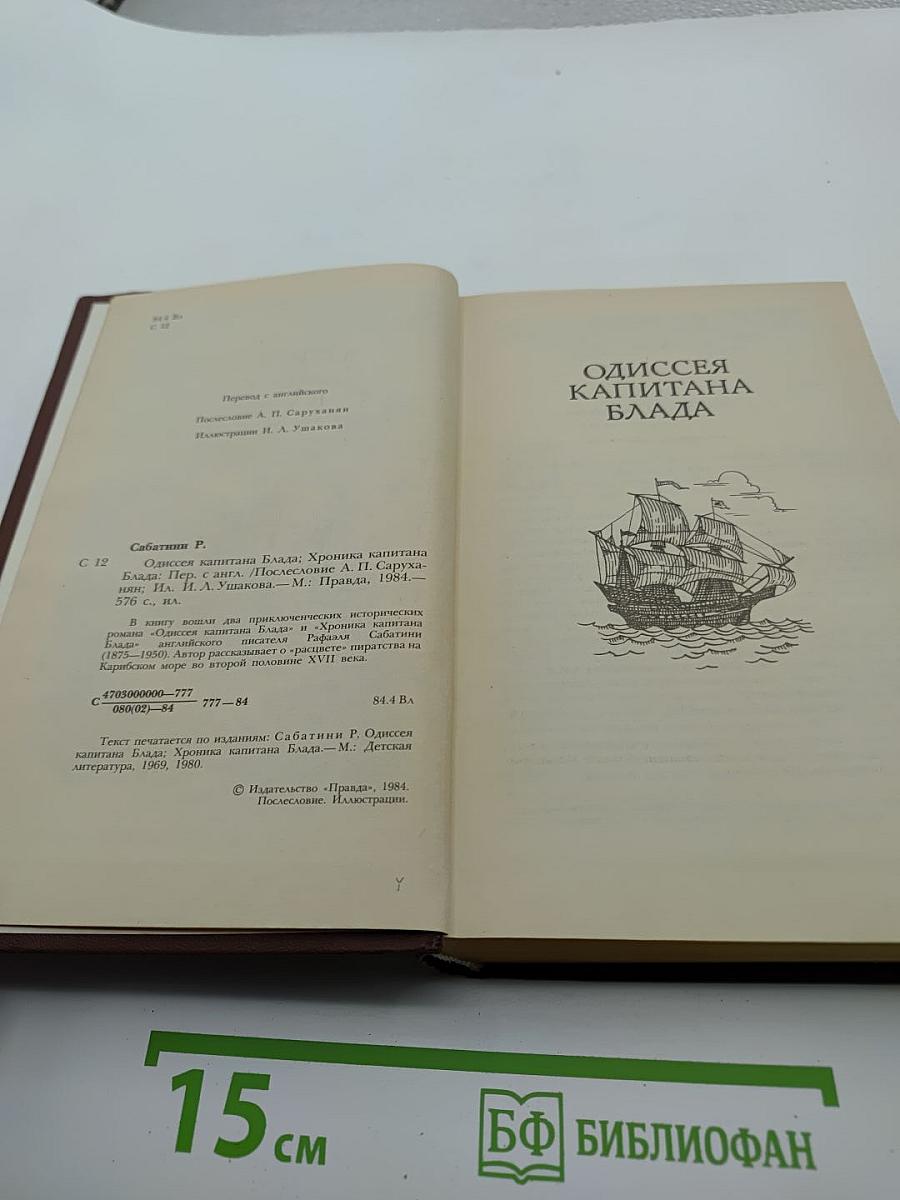 84.4 Вл
С 12
Перевод с английского
Послесловие А. П. Саруханян
Иллюстрации И. Л. Ушакова
Сабатини Р.
С 12 Одиссея капитана Блада; Хроника капитана
Блада: Пер. с англ. /Послесловие А. П. Саруха-
нян; Ил. И. Л. Ушакова.— М.: Правда, 1984.—
576 с., ил.
В книгу вошли два приключенческих исторических
романа «Одиссея капитана Блада» и «Хроника капитана
Блада» английского писателя Рафаэля Сабатини
(1875—1950). Автор рассказывает о «расцвете» пиратства на
Карибском море во второй половине XVII века.
С 4703000000—777
080(02)—84 777—84 84.4 Вл
Текст печатается по изданиям: Сабатини Р. Одиссея
капитана Блада; Хроника капитана Блада.— М.: Детская
литература, 1969, 1980.
© Издательство «Правда», 1984.
Послесловие. Иллюстрации.
ОДИССЕЯ
КАПИТАНА
БЛАДА
15 см
БФ БИБЛИОФАН